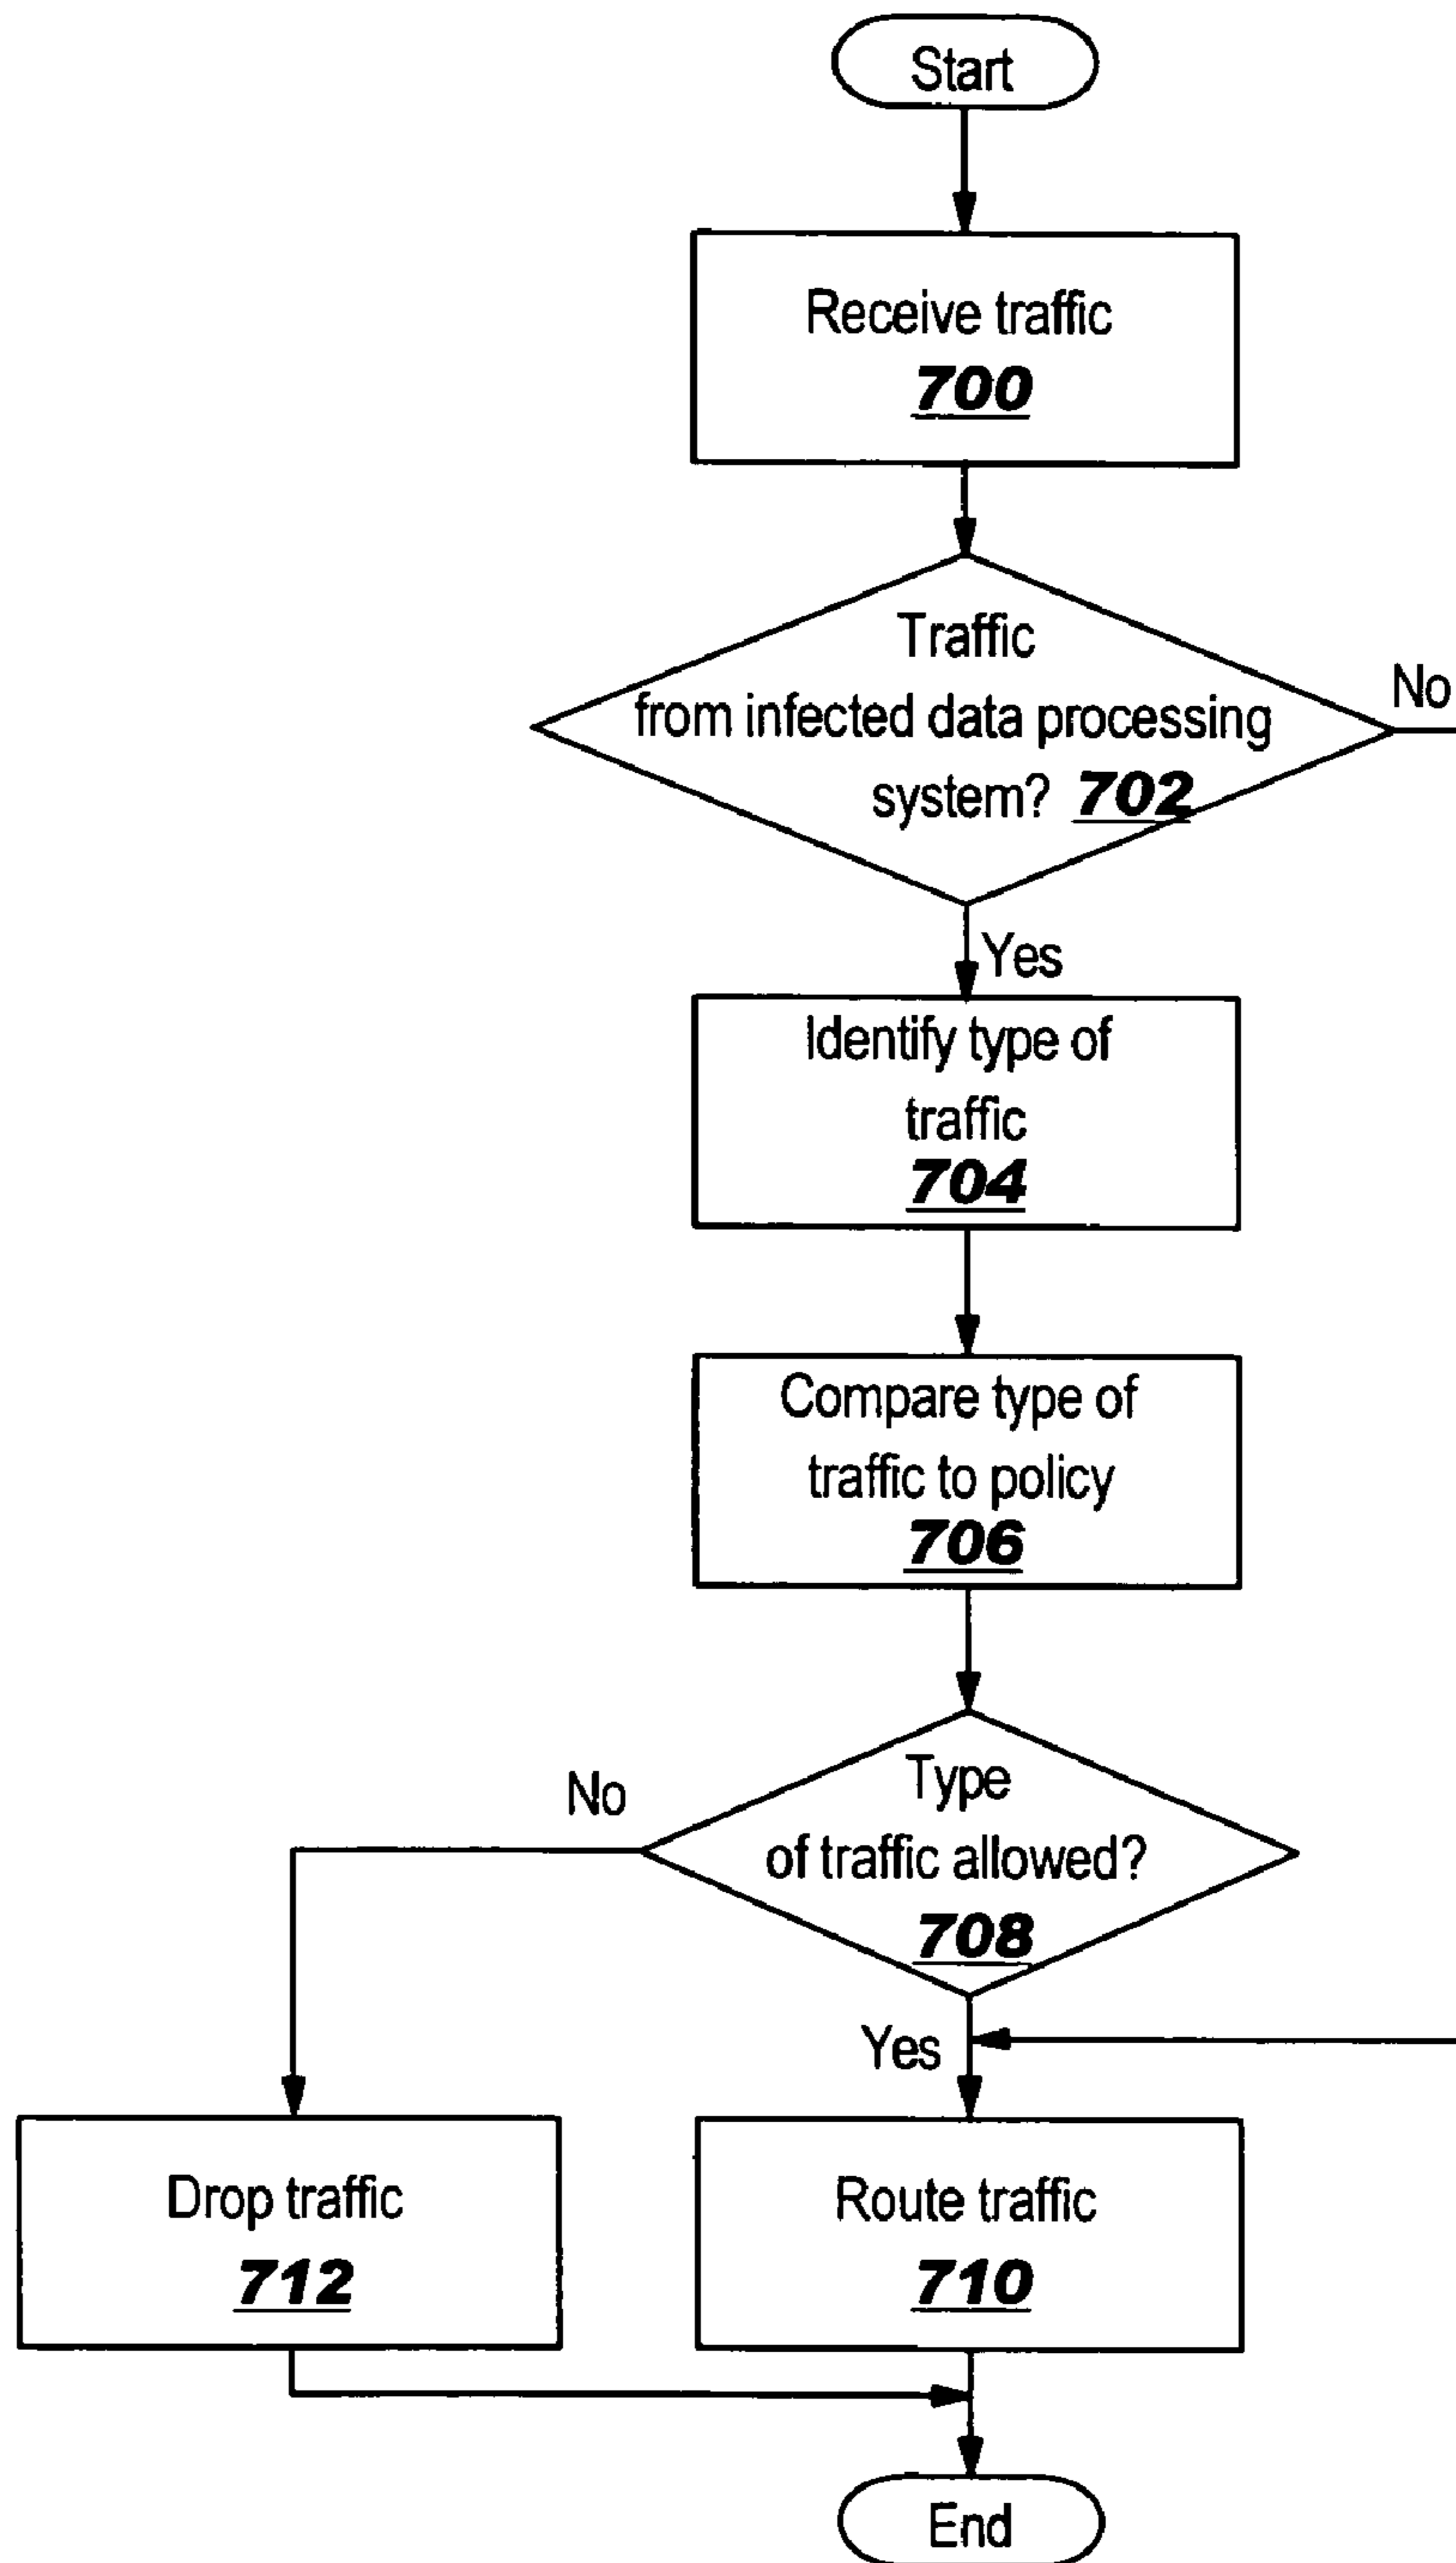 Start
Receive traffic
700
Traffic
from infected data processing
system? 702
No
Yes
Identify type of
traffic
704
Compare type of
traffic to policy
706
Type
of traffic allowed?
708
No
Yes
Drop traffic
712
Route traffic
710
End